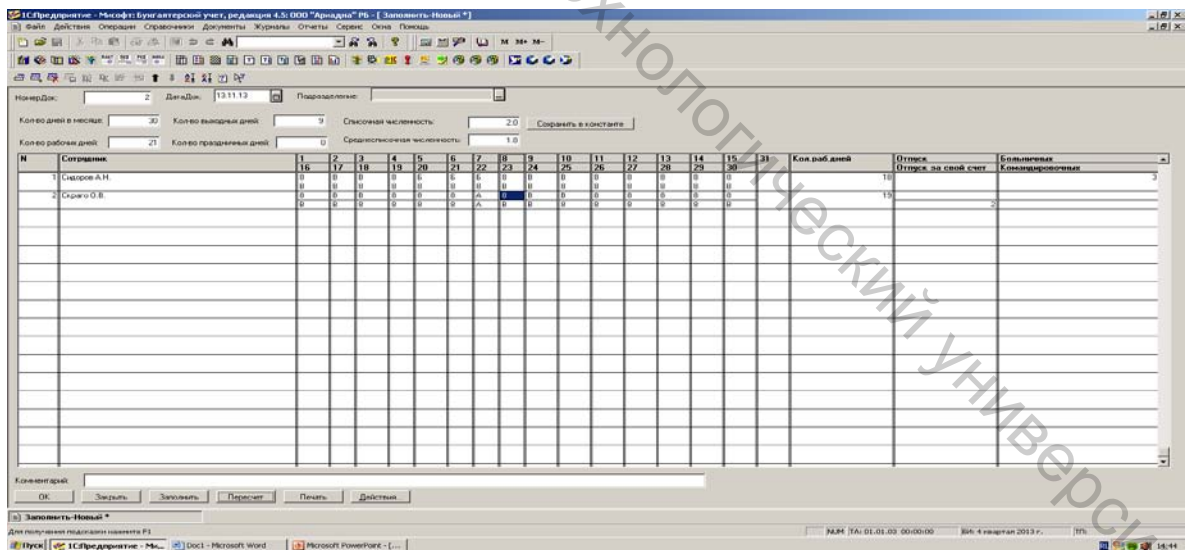 1С:Предприятие - Мисофт: Бухгалтерский учет, редакция 4.5: ООО "Ариадна" РБ - [ Заполнить-Новый *]
Файл Действия Операции Справочники Документы Журналы Отчеты Сервис Окна Помощь
M M+ M-
НомерДок: 2 ДатаДок: 13.11.13 Подразделение: ...
Кол-во дней в месяце: 30 Кол-во выходных дней: 9 Списочная численность: 2.0 Сохранить в константе
Кол-во рабочих дней: 21 Кол-во праздничных дней: 0 Среднесписочная численность: 1.8
N Сотрудник 1 2 3 4 5 6 7 8 9 10 11 12 13 14 15 31 Кол.раб.дней Отпуск Больничных
16 17 18 19 20 21 22 23 24 25 26 27 28 29 30 Отпуск за свой счет Командировочных
1 Сидоров А.Н. 18 3
2 Скраго О.В. 19
2
Комментарий:
ОК Закрыть Заполнить Пересчет Печать Действия...
Заполнить-Новый *
Для получения подсказки нажмите F1 NUM ТА: 01.01.03 00:00:00 БИ: 4 квартал 2013 г. ТП:
Пуск 1С:Предприятие - Ми... Doc1 - Microsoft Word Microsoft PowerPoint - [... 14:44
ТЕХНОЛОГИЧЕСКИЙ УНИВЕРС